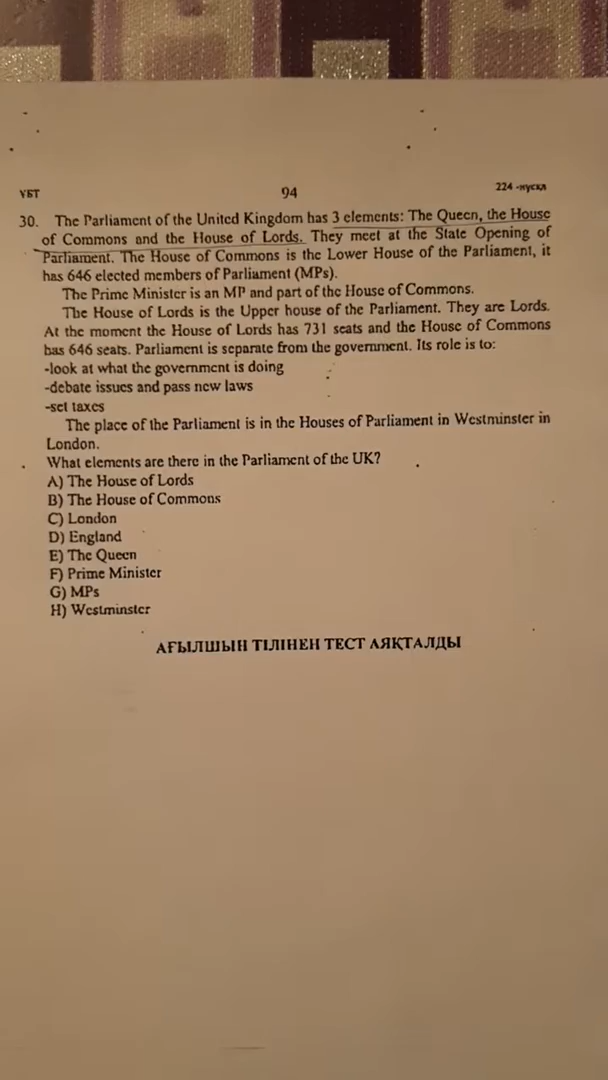 ҰБТ 94 224 -нұсқа
30. The Parliament of the United Kingdom has 3 elements: The Queen, the House
of Commons and the House of Lords. They meet at the State Opening of
Parliament. The House of Commons is the Lower House of the Parliament, it
has 646 elected members of Parliament (MPs).
The Prime Minister is an MP and part of the House of Commons.
The House of Lords is the Upper house of the Parliament. They are Lords.
At the moment the House of Lords has 731 seats and the House of Commons
has 646 seats. Parliament is separate from the government. Its role is to:
-look at what the government is doing
-debate issues and pass new laws
-set taxes
The place of the Parliament is in the Houses of Parliament in Westminster in
London.
What elements are there in the Parliament of the UK?
A) The House of Lords
B) The House of Commons
C) London
D) England
E) The Queen
F) Prime Minister
G) MPs
H) Westminster
АҒЫЛШЫН ТІЛІНЕН ТЕСТ АЯҚТАЛДЫ